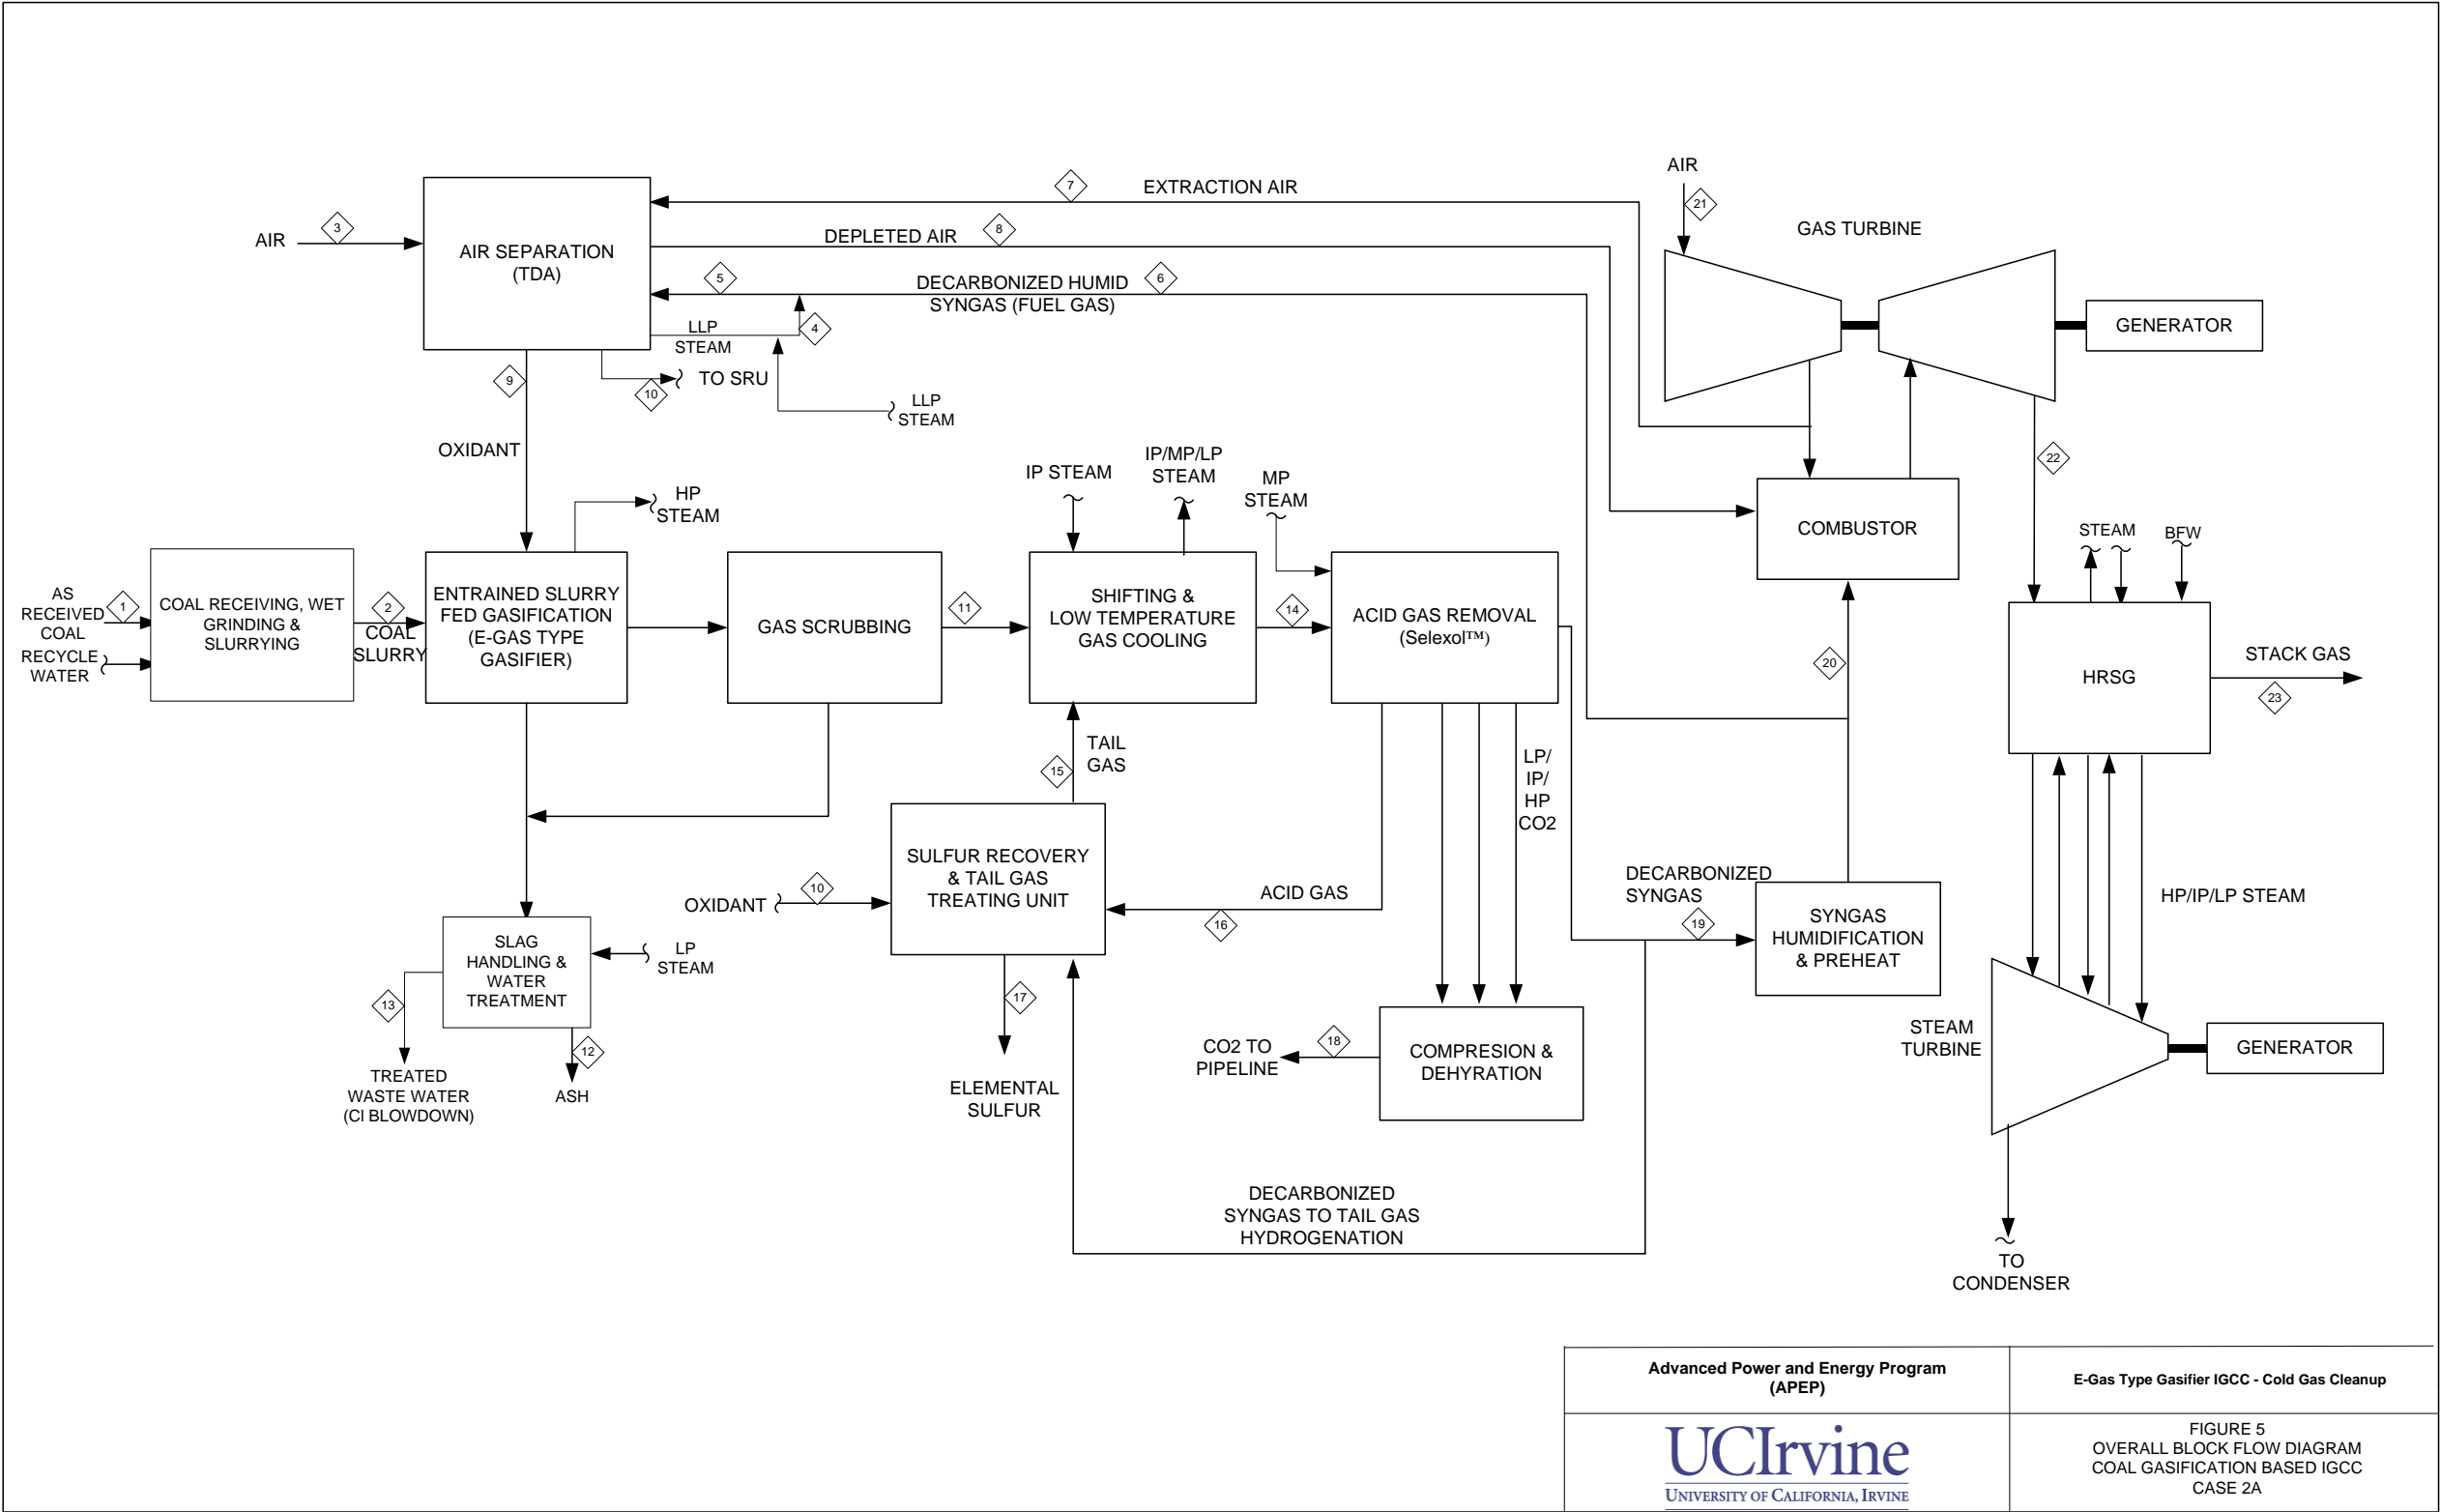 AIR
21
GAS TURBINE
7
EXTRACTION AIR
3
AIR
AIR SEPARATION
(TDA)
DEPLETED AIR
8
5
DECARBONIZED HUMID
SYNGAS (FUEL GAS)
6
LLP
STEAM
4
GENERATOR
9
10
TO SRU
LLP
STEAM
OXIDANT
HP
STEAM
IP STEAM
IP/MP/LP
STEAM
MP
STEAM
22
COMBUSTOR
STEAM
BFW
AS
RECEIVED
COAL
1
RECYCLE
WATER
COAL RECEIVING, WET
GRINDING &
SLURRYING
2
COAL
SLURRY
ENTRAINED SLURRY
FED GASIFICATION
(E-GAS TYPE
GASIFIER)
GAS SCRUBBING
11
SHIFTING &
LOW TEMPERATURE
GAS COOLING
14
ACID GAS REMOVAL
(Selexol™)
20
HRSG
STACK GAS
23
TAIL
GAS
15
LP/
IP/
HP
CO2
SULFUR RECOVERY
& TAIL GAS
TREATING UNIT
OXIDANT
10
ACID GAS
16
DECARBONIZED
SYNGAS
19
SYNGAS
HUMIDIFICATION
& PREHEAT
HP/IP/LP STEAM
SLAG
HANDLING &
WATER
TREATMENT
LP
STEAM
13
12
TREATED
WASTE WATER
(CI BLOWDOWN)
ASH
17
ELEMENTAL
SULFUR
CO2 TO
PIPELINE
18
COMPRESION &
DEHYRATION
STEAM
TURBINE
GENERATOR
DECARBONIZED
SYNGAS TO TAIL GAS
HYDROGENATION
TO
CONDENSER
Advanced Power and Energy Program
(APEP)
E-Gas Type Gasifier IGCC - Cold Gas Cleanup
UCIrvine
UNIVERSITY OF CALIFORNIA, IRVINE
FIGURE 5
OVERALL BLOCK FLOW DIAGRAM
COAL GASIFICATION BASED IGCC
CASE 2A